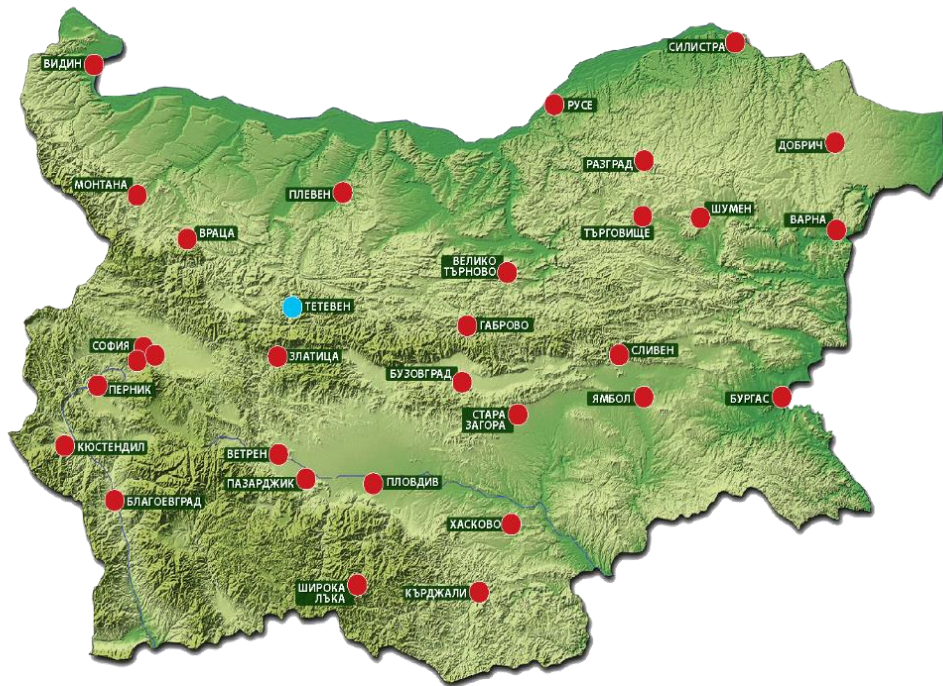 СИЛИСТРА
ВИДИН
РУСЕ
ДОБРИЧ
РАЗГРАД
МОНТАНА
ПЛЕВЕН
ШУМЕН
ТЪРГОВИЩЕ
ВАРНА
ВРАЦА
ВЕЛИКО
ТЪРНОВО
ТЕТЕВЕН
ГАБРОВО
СОФИЯ
ЗЛАТИЦА
СЛИВЕН
БУЗОВГРАД
ПЕРНИК
ЯМБОЛ
БУРГАС
СТАРА
ЗАГОРА
КЮСТЕНДИЛ
ВЕТРЕН
ПАЗАРДЖИК
ПЛОВДИВ
БЛАГОЕВГРАД
ХАСКОВО
ШИРОКА
ЛЪКА
КЪРДЖАЛИ